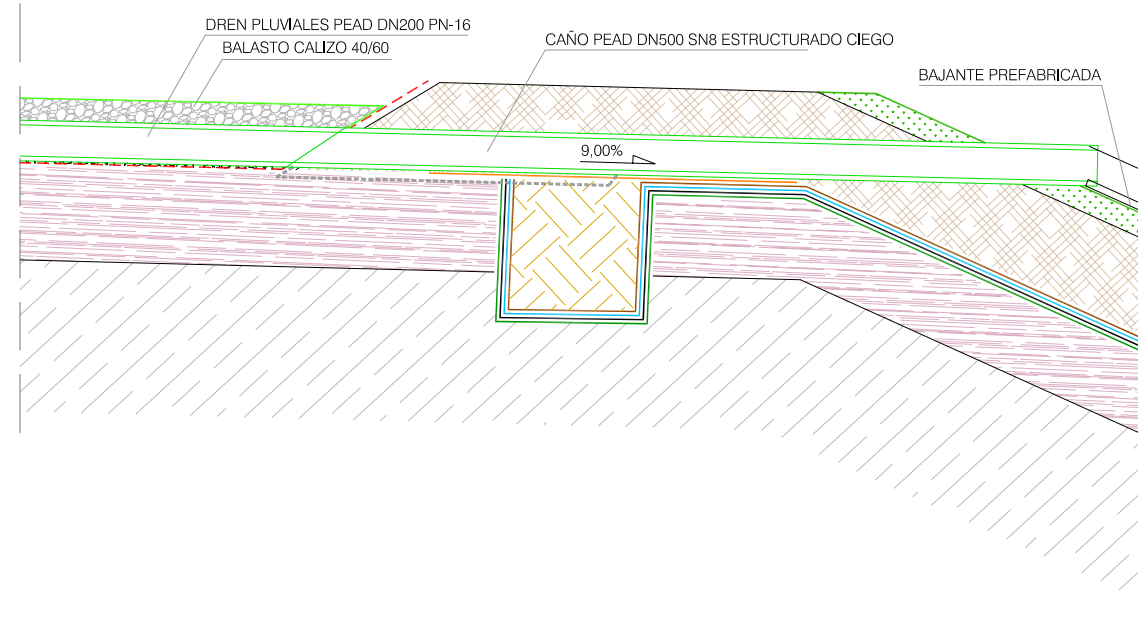 DREN PLUVIALES PEAD DN200 PN-16
BALASTO CALIZO 40/60
CAÑO PEAD DN500 SN8 ESTRUCTURADO CIEGO
BAJANTE PREFABRICADA
9,00%